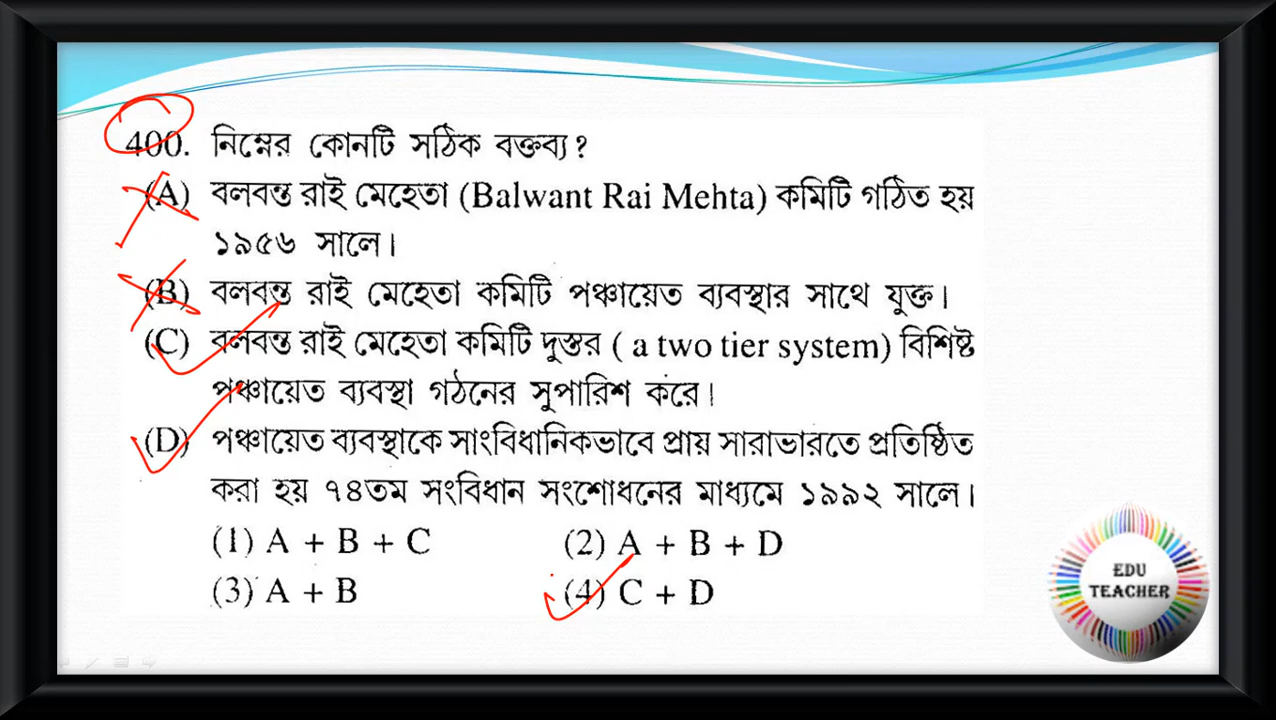 400. নিম্নের কোনটি সঠিক বক্তব্য?
(A) বলবন্ত রাই মেহেতা (Balwant Rai Mehta) কমিটি গঠিত হয়
১৯৫৬ সালে।
(B) বলবন্ত রাই মেহেতা কমিটি পঞ্চায়েত ব্যবস্থার সাথে যুক্ত।
(C) বলবন্ত রাই মেহেতা কমিটি দুস্তর ( a two tier system) বিশিষ্ট
পঞ্চায়েত ব্যবস্থা গঠনের সুপারিশ করে।
(D) পঞ্চায়েত ব্যবস্থাকে সাংবিধানিকভাবে প্রায় সারাভারতে প্রতিষ্ঠিত
করা হয় ৭৪তম সংবিধান সংশোধনের মাধ্যমে ১৯৯২ সালে।
(1) A + B + C (2) A + B + D
(3) A + B (4) C + D
EDU
TEACHER